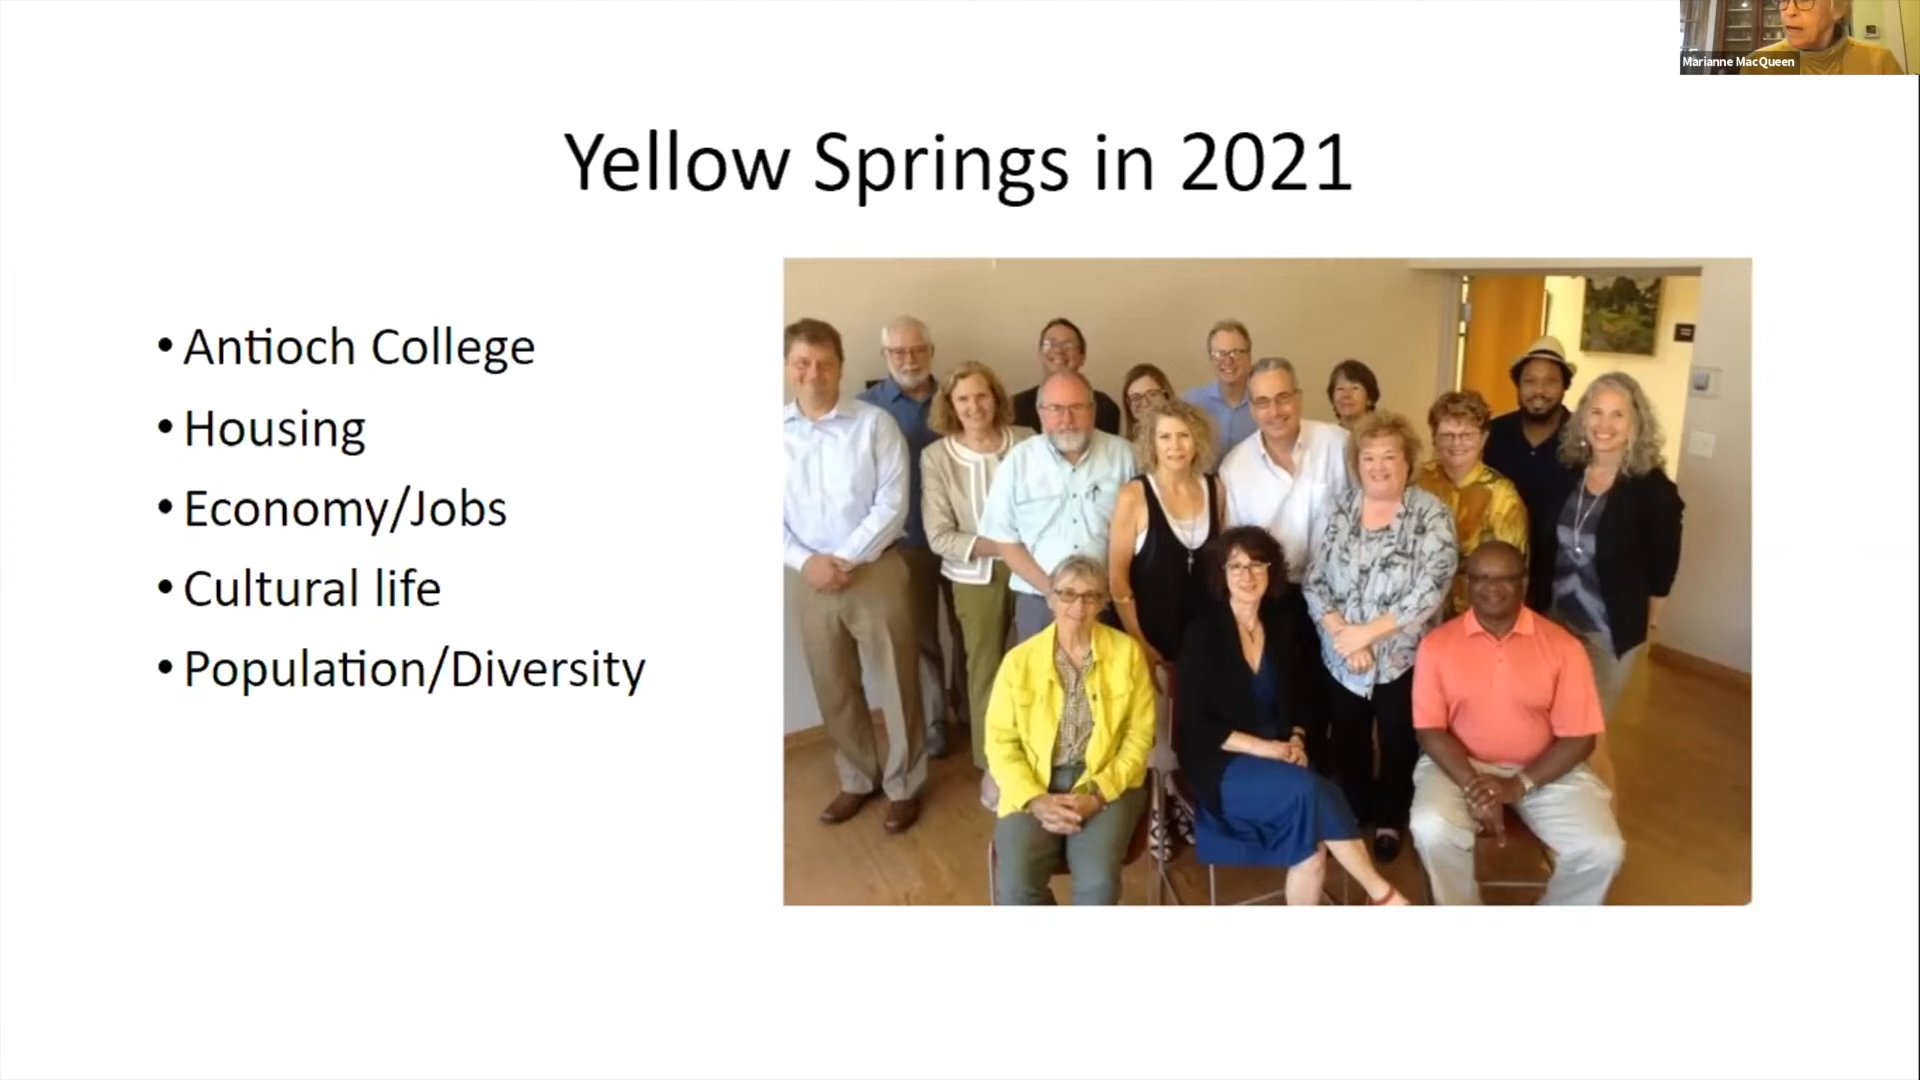 Marianne MacQueen
Yellow Springs in 2021
• Antioch College
• Housing
• Economy/Jobs
• Cultural life
• Population/Diversity